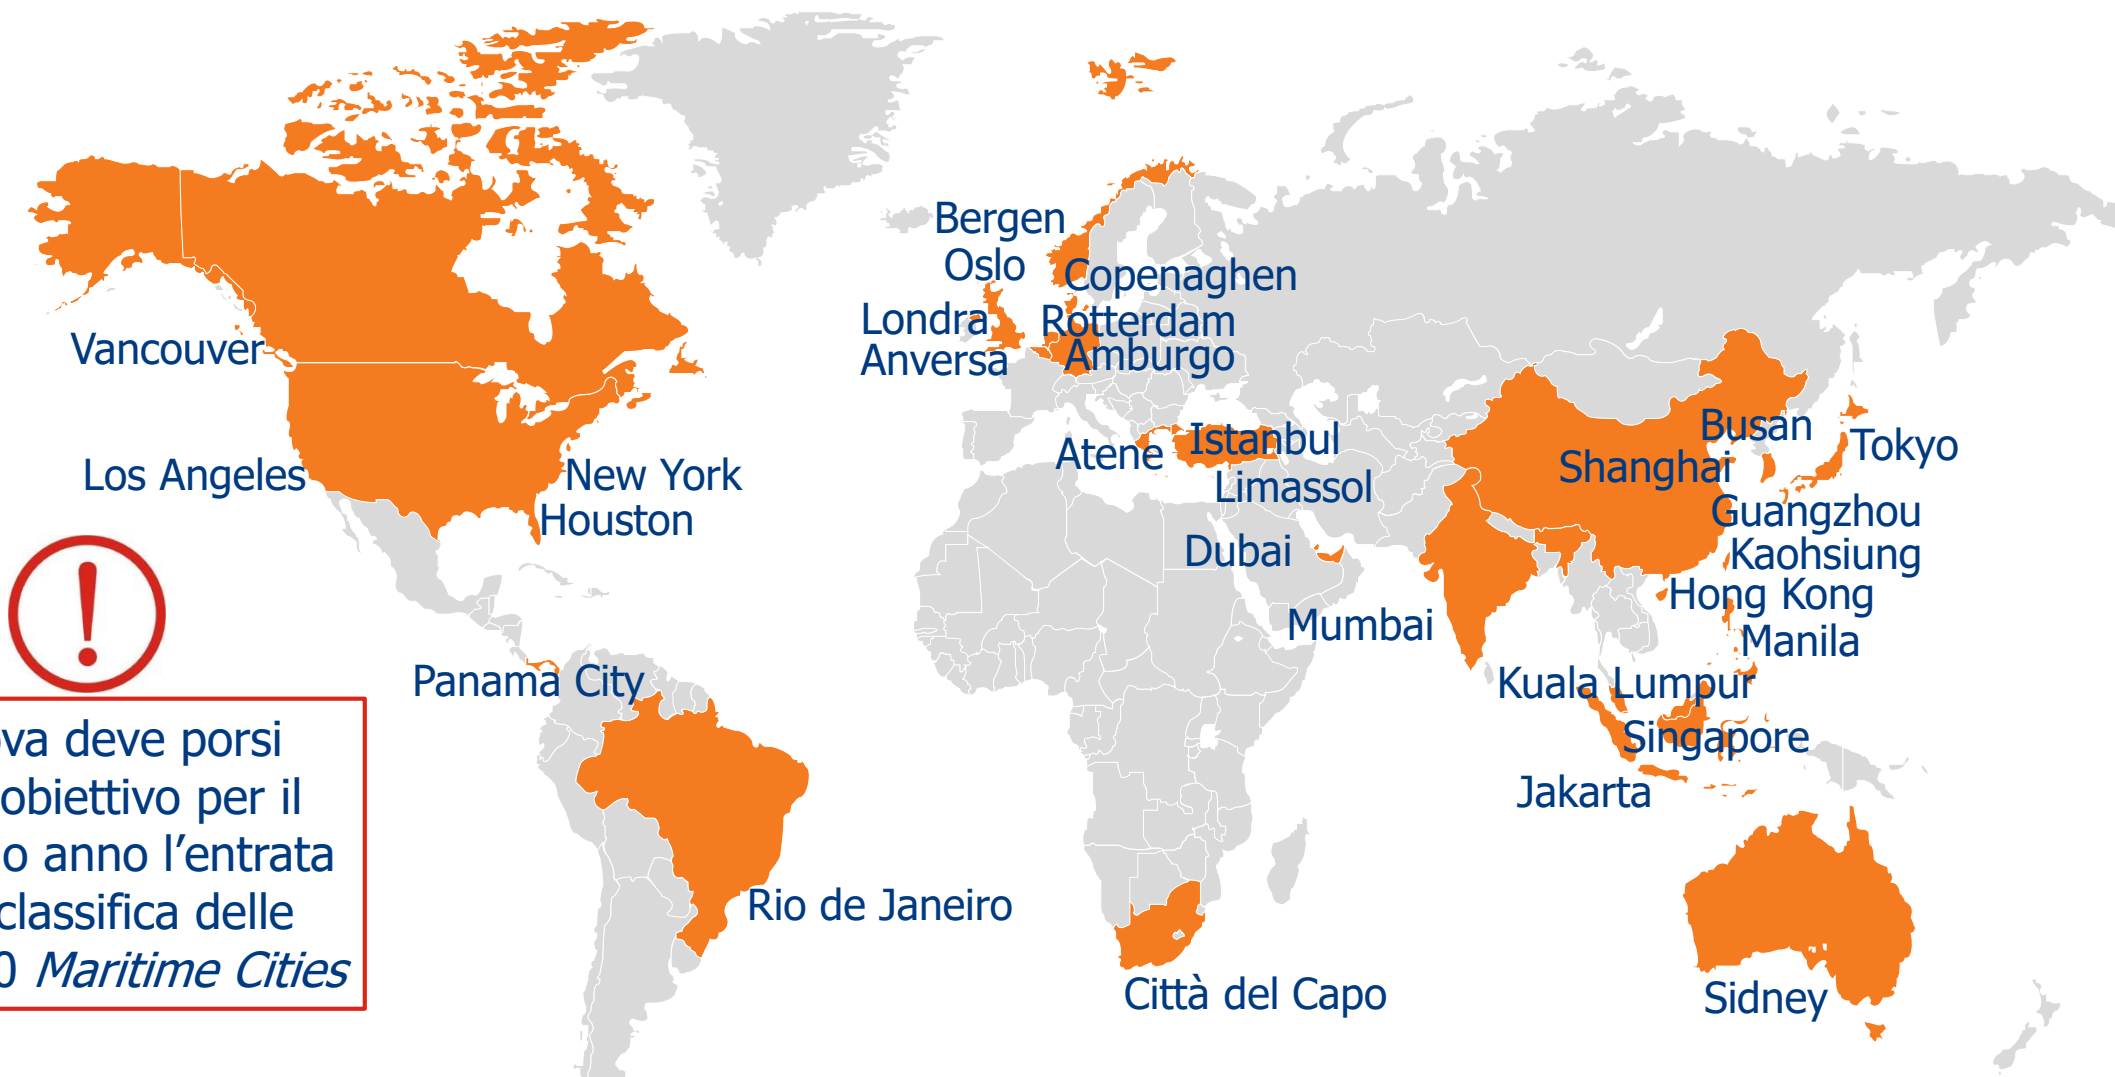 Bergen
Oslo
Copenaghen
Londra
Rotterdam
Anversa
Amburgo
Vancouver
Los Angeles
New York
Houston
Atene
Istanbul
Limassol
Dubai
Mumbai
Busan
Tokyo
Shanghai
Guangzhou
Kaohsiung
Hong Kong
Manila
Kuala Lumpur
Singapore
Jakarta
Panama City
Rio de Janeiro
Città del Capo
Sidney
deve porsi
obiettivo per il
anno l’entrata
classifica delle
Maritime Cities